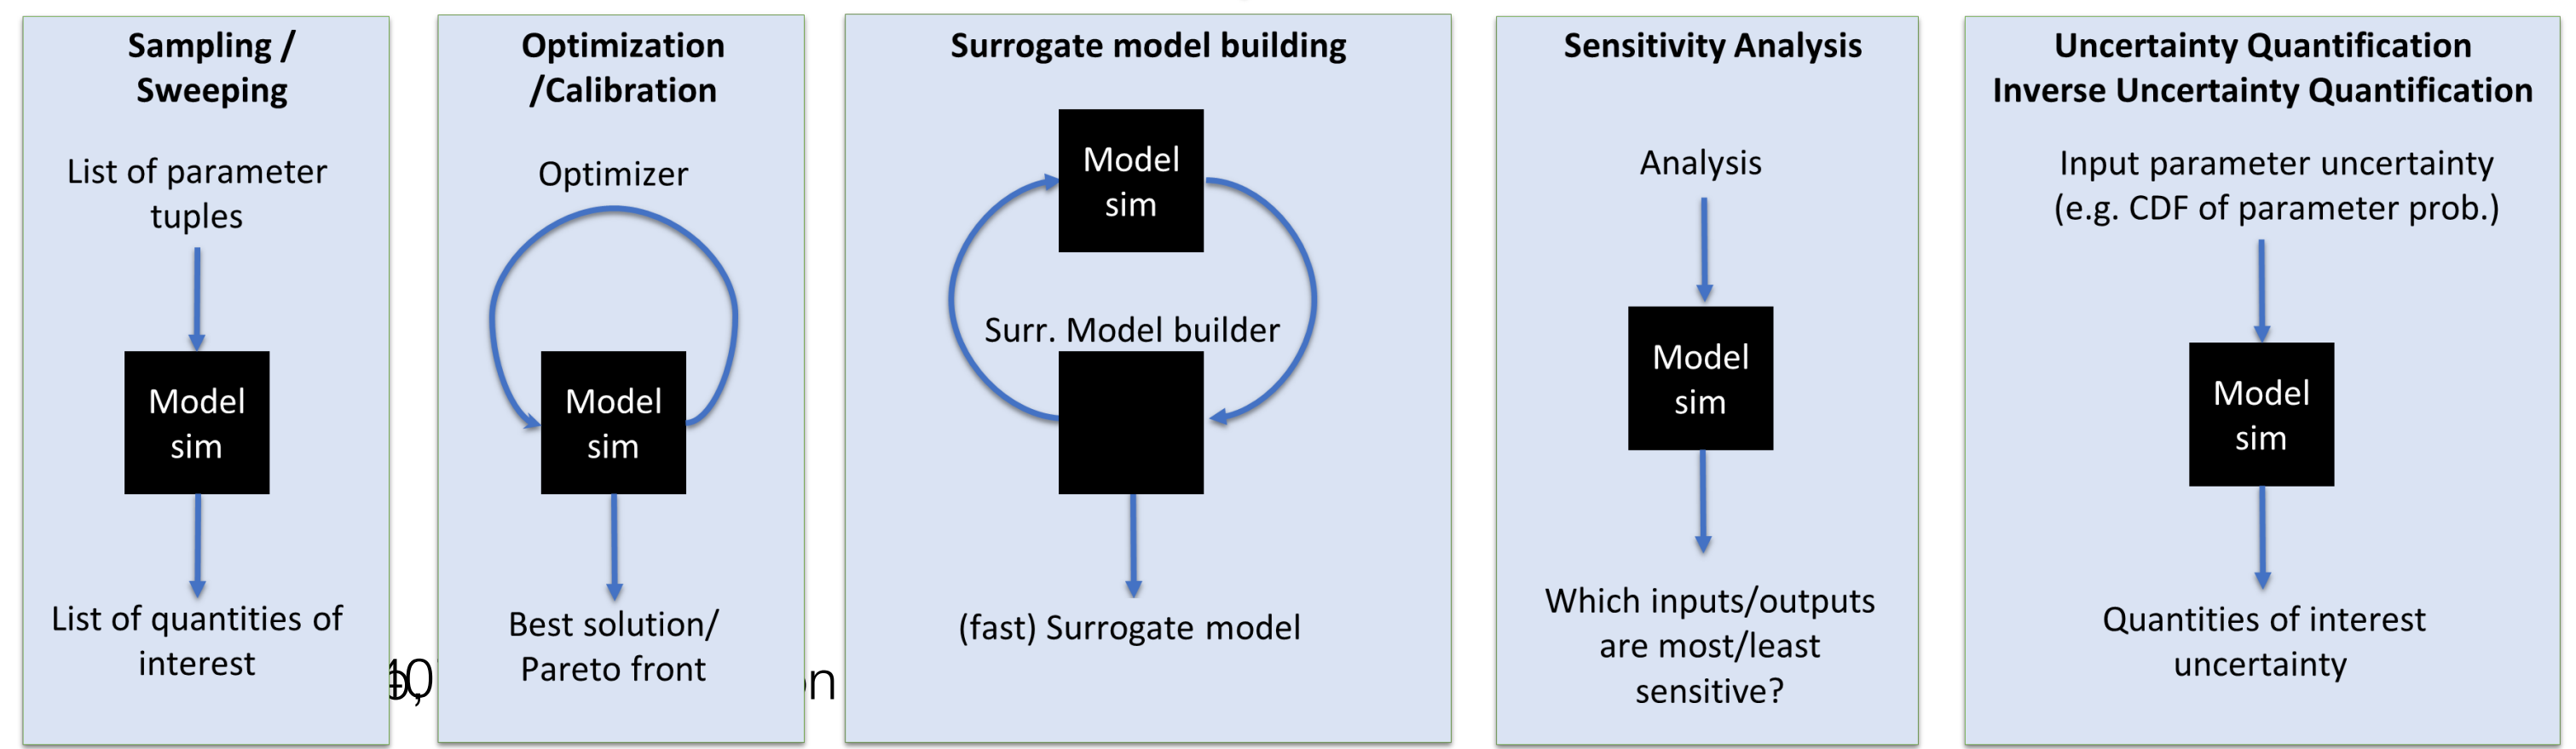 Sampling /
Sweeping
List of parameter
tuples
Model
sim
List of quantities of
interest
Optimization
/Calibration
Optimizer
Model
sim
Best solution/
Pareto front
Surrogate model building
Model
sim
Surr. Model builder
(fast) Surrogate model
Sensitivity Analysis
Analysis
Model
sim
Which inputs/outputs
are most/least
sensitive?
Uncertainty Quantification
Inverse Uncertainty Quantification
Input parameter uncertainty
(e.g. CDF of parameter prob.)
Model
sim
Quantities of interest
uncertainty